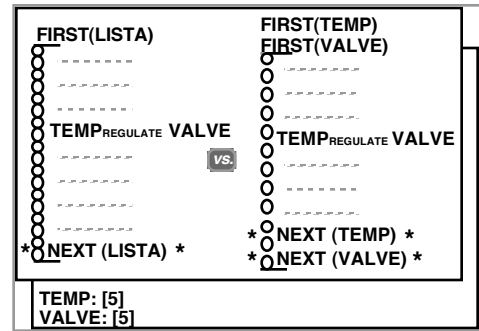 FIRST(LISTA)
TEMPREGULATE VALVE
* NEXT (LISTA) *
vs.
FIRST(TEMP)
FIRST(VALVE)
TEMPREGULATE VALVE
* NEXT (TEMP) *
* NEXT (VALVE) *
TEMP: [5]
VALVE: [5]